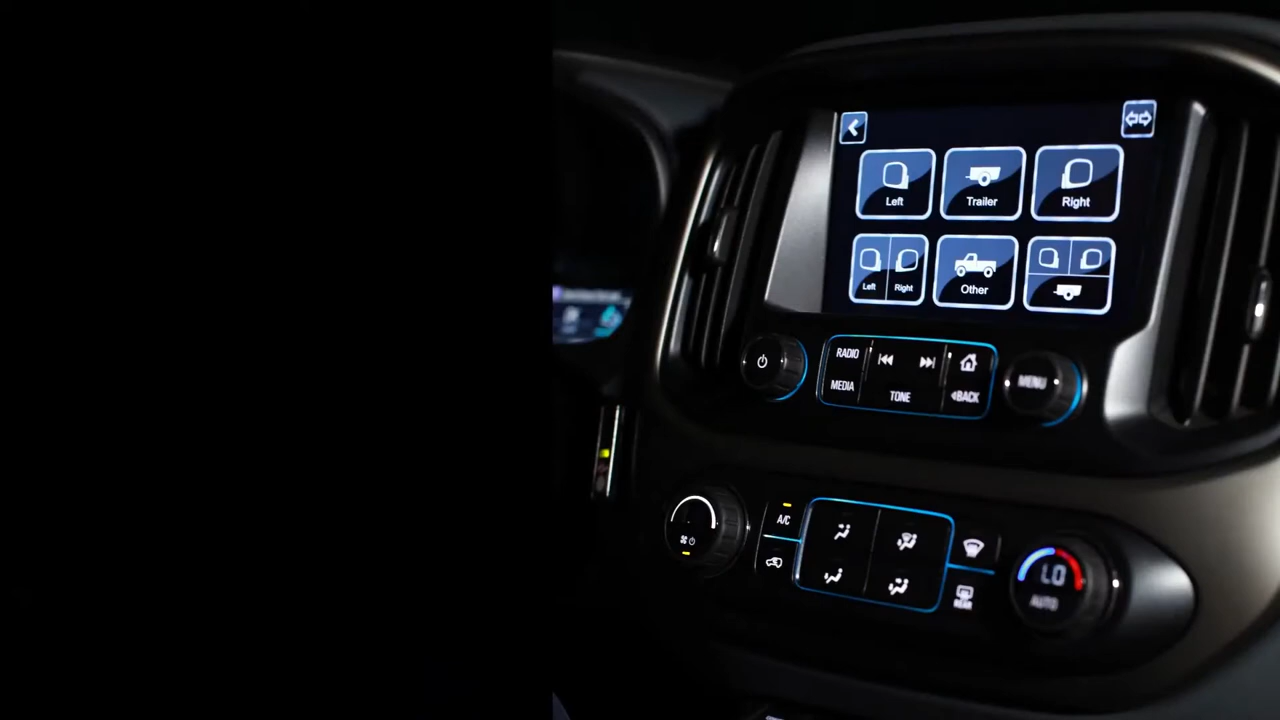 Left
Trailer
Right
Left
Right
Other
RADIO
MEDIA
TONE
BACK
MENU
A/C
REAR
LO
AUTO